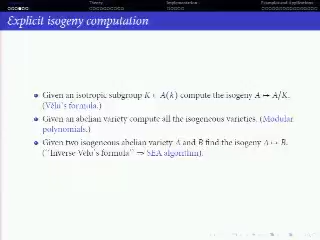 Theory Implementation Examples and Applications
Explicit isogeny computation
Given an isotropic subgroup K ⊂ A(k) compute the isogeny A ↦ A/K.
(Vélu's formula.)
Given an abelian variety compute all the isogeneous varieties. (Modular
polynomials.)
Given two isogeneous abelian variety A and B find the isogeny A ↦ B.
(``Inverse Vélu's formula'' ⇒ SEA algorithm).